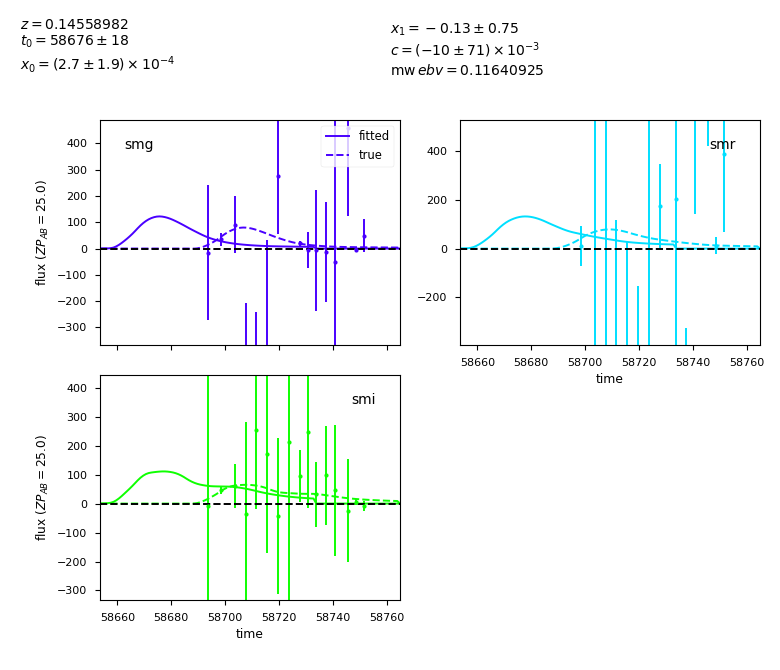 z = 0.14558982
t₀ = 58676 ± 18
x₀ = (2.7 ± 1.9) × 10⁻⁴
x₁ = −0.13 ± 0.75
c = (−10 ± 71) × 10⁻³
mw ebv = 0.11640925
smg
fitted
true
400
300
200
100
0
−100
−200
−300
flux (ZP_AB = 25.0)
smr
400
200
0
−200
58660 58680 58700 58720 58740 58760
time
smi
400
300
200
100
0
−100
−200
−300
flux (ZP_AB = 25.0)
58660 58680 58700 58720 58740 58760
time